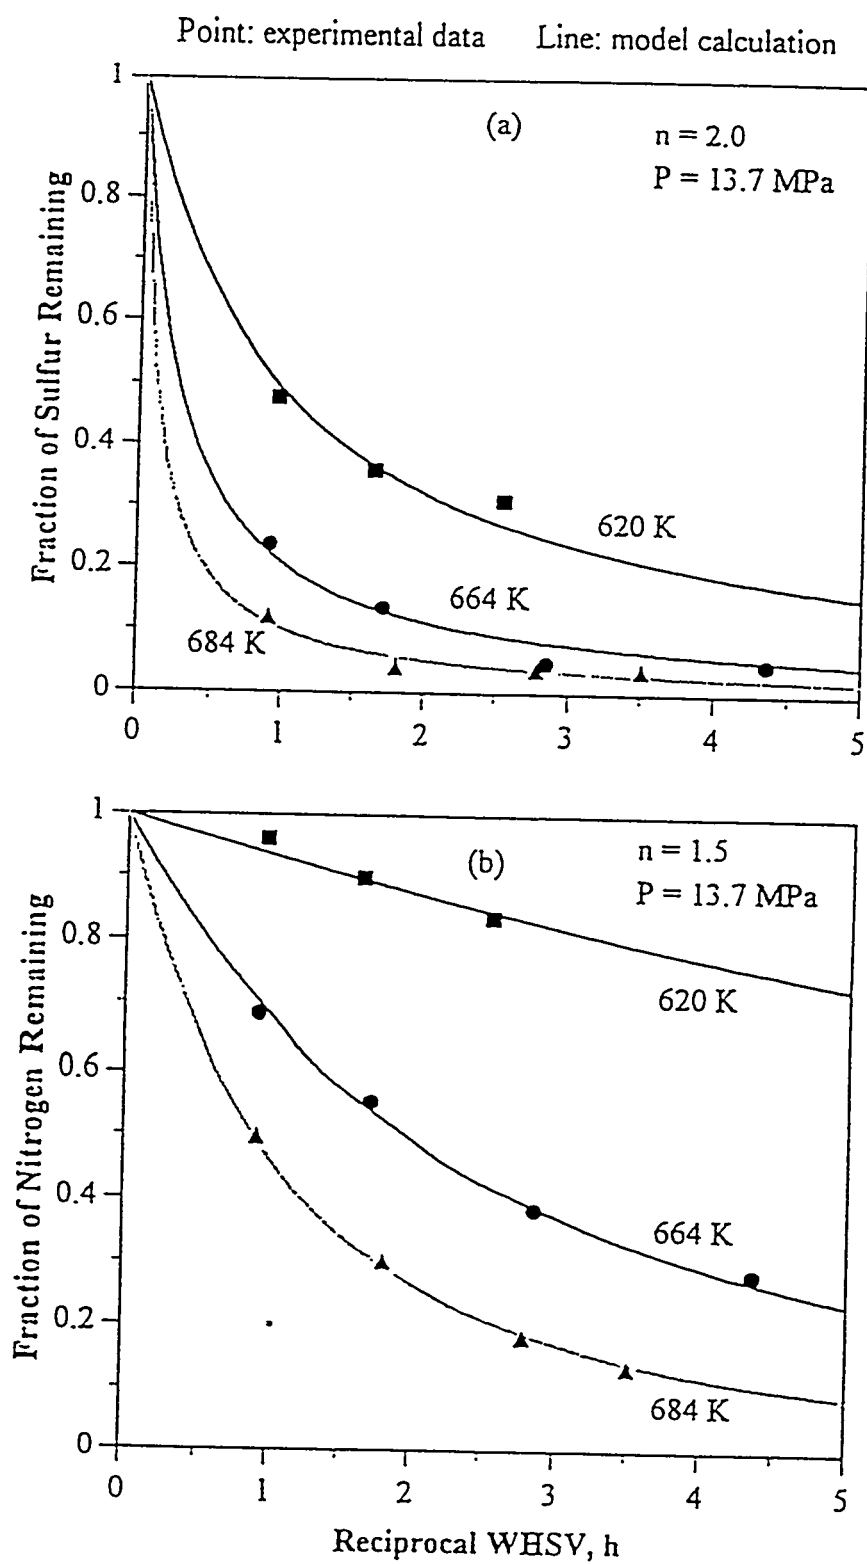 Point: experimental data Line: model calculation
1
(a)
n = 2.0
P = 13.7 MPa
0.8
0.6
0.4
0.2
0
Fraction of Sulfur Remaining
620 K
664 K
684 K
0 1 2 3 4 5
1
(b)
n = 1.5
P = 13.7 MPa
0.8
0.6
0.4
0.2
0
Fraction of Nitrogen Remaining
620 K
664 K
684 K
0 1 2 3 4 5
Reciprocal WHSV, h